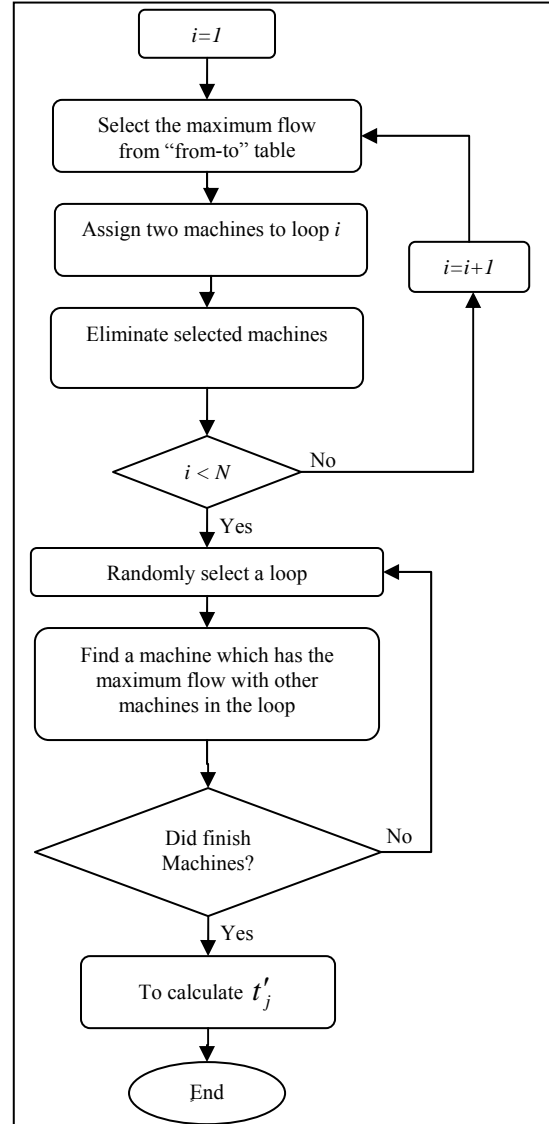 i=1
Select the maximum flow
from “from-to” table
Assign two machines to loop i
i=i+1
Eliminate selected machines
i < N
No
Yes
Randomly select a loop
Find a machine which has the
maximum flow with other
machines in the loop
Did finish
Machines?
No
Yes
To calculate t′j
End